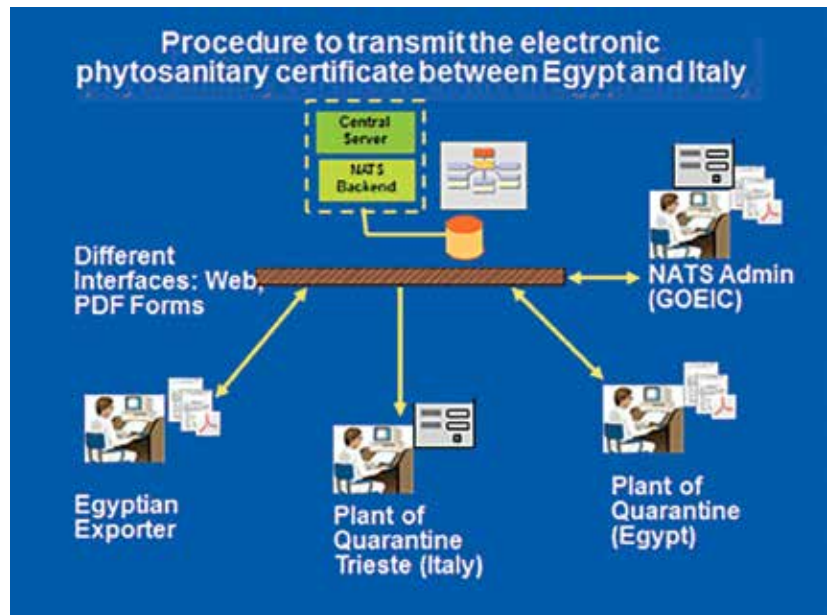 Procedure to transmit the electronic
phytosanitary certificate between Egypt and Italy
Central
Server
NATS
Backend
Different
Interfaces: Web,
PDF Forms
NATS Admin
(GOEIC)
Egyptian
Exporter
Plant of
Quarantine
Trieste (Italy)
Plant of
Quarantine
(Egypt)